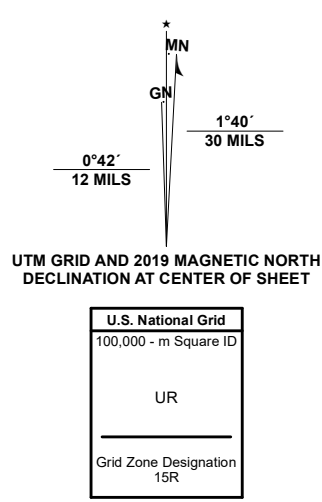 ★
MN
GN
1°40´
30 MILS
0°42´
12 MILS
UTM GRID AND 2019 MAGNETIC NORTH
DECLINATION AT CENTER OF SHEET
U.S. National Grid
100,000 - m Square ID
UR
Grid Zone Designation
15R